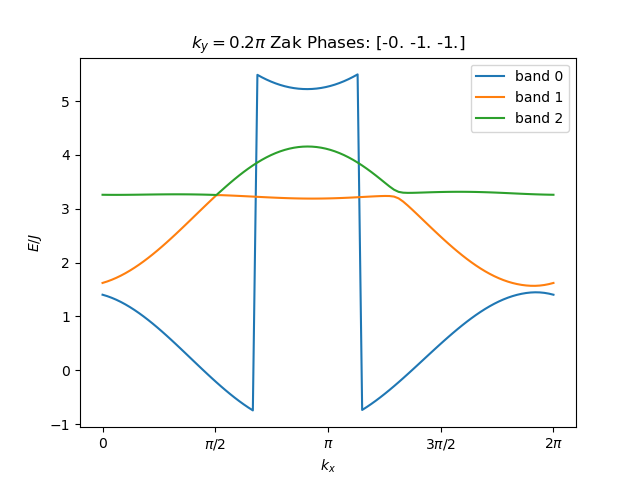 $k_y = 0.2\pi$ Zak Phases: [-0. -1. -1.]
band 0
band 1
band 2
E/J
5
4
3
2
1
0
−1
0
π/2
π
3π/2
2π
$k_x$